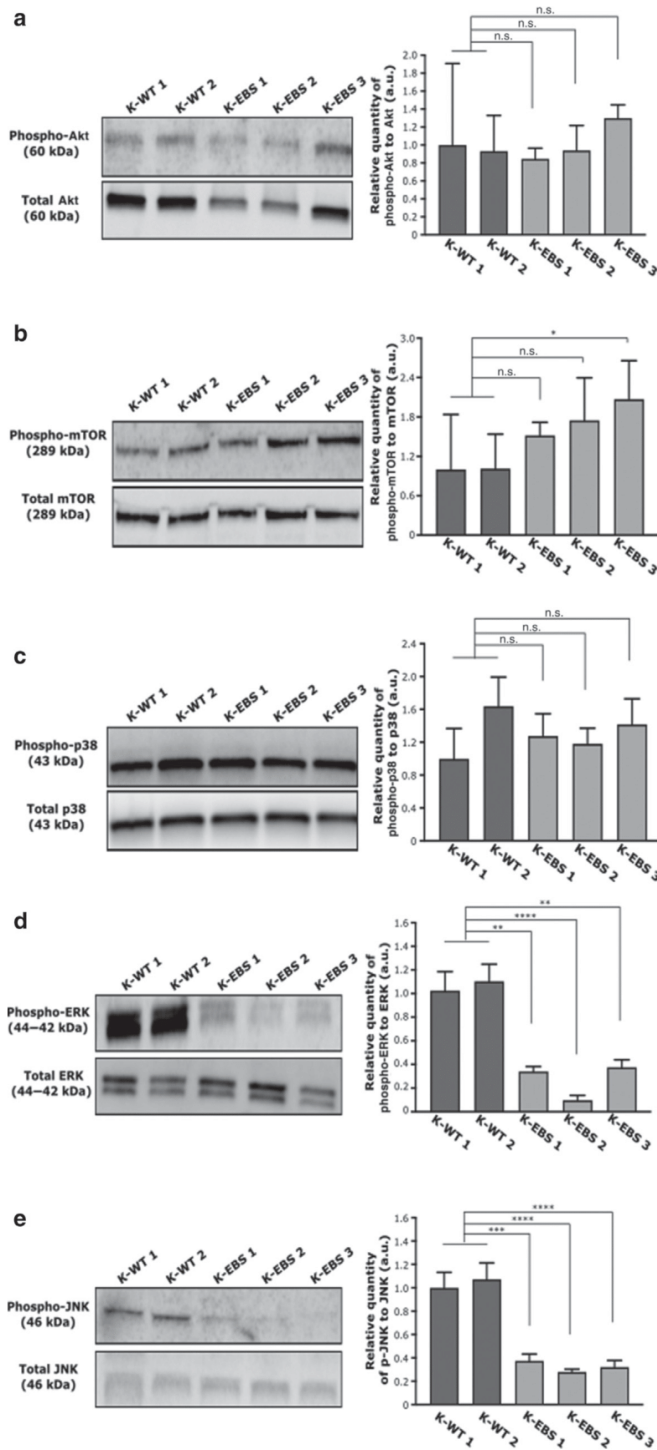 a
K-WT 1 K-WT 2 K-EBS 1 K-EBS 2 K-EBS 3
Phospho-Akt
(60 kDa)
Total Akt
(60 kDa)
Relative quantity of
phospho-Akt to Akt (a.u.)
2.0
1.8
1.6
1.4
1.2
1.0
0.8
0.6
0.4
0.2
0
n.s.
n.s.
n.s.
K-WT 1 K-WT 2 K-EBS 1 K-EBS 2 K-EBS 3
b
K-WT 1 K-WT 2 K-EBS 1 K-EBS 2 K-EBS 3
Phospho-mTOR
(289 kDa)
Total mTOR
(289 kDa)
Relative quantity of
phospho-mTOR to mTOR (a.u.)
3.0
2.4
1.8
1.2
0.6
0
*
n.s.
n.s.
K-WT 1 K-WT 2 K-EBS 1 K-EBS 2 K-EBS 3
c
K-WT 1 K-WT 2 K-EBS 1 K-EBS 2 K-EBS 3
Phospho-p38
(43 kDa)
Total p38
(43 kDa)
Relative quantity of
phospho-p38 to p38 (a.u.)
2.4
2.0
1.6
1.2
0.8
0.4
0
n.s.
n.s.
n.s.
K-WT 1 K-WT 2 K-EBS 1 K-EBS 2 K-EBS 3
d
K-WT 1 K-WT 2 K-EBS 1 K-EBS 2 K-EBS 3
Phospho-ERK
(44–42 kDa)
Total ERK
(44–42 kDa)
Relative quantity of
phospho-ERK to ERK (a.u.)
1.6
1.4
1.2
1.0
0.8
0.6
0.4
0.2
0
**
****
**
K-WT 1 K-WT 2 K-EBS 1 K-EBS 2 K-EBS 3
e
K-WT 1 K-WT 2 K-EBS 1 K-EBS 2 K-EBS 3
Phospho-JNK
(46 kDa)
Total JNK
(46 kDa)
Relative quantity
of p-JNK to JNK (a.u.)
1.6
1.4
1.2
1.0
0.8
0.6
0.4
0.2
0
****
****
***
K-WT 1 K-WT 2 K-EBS 1 K-EBS 2 K-EBS 3